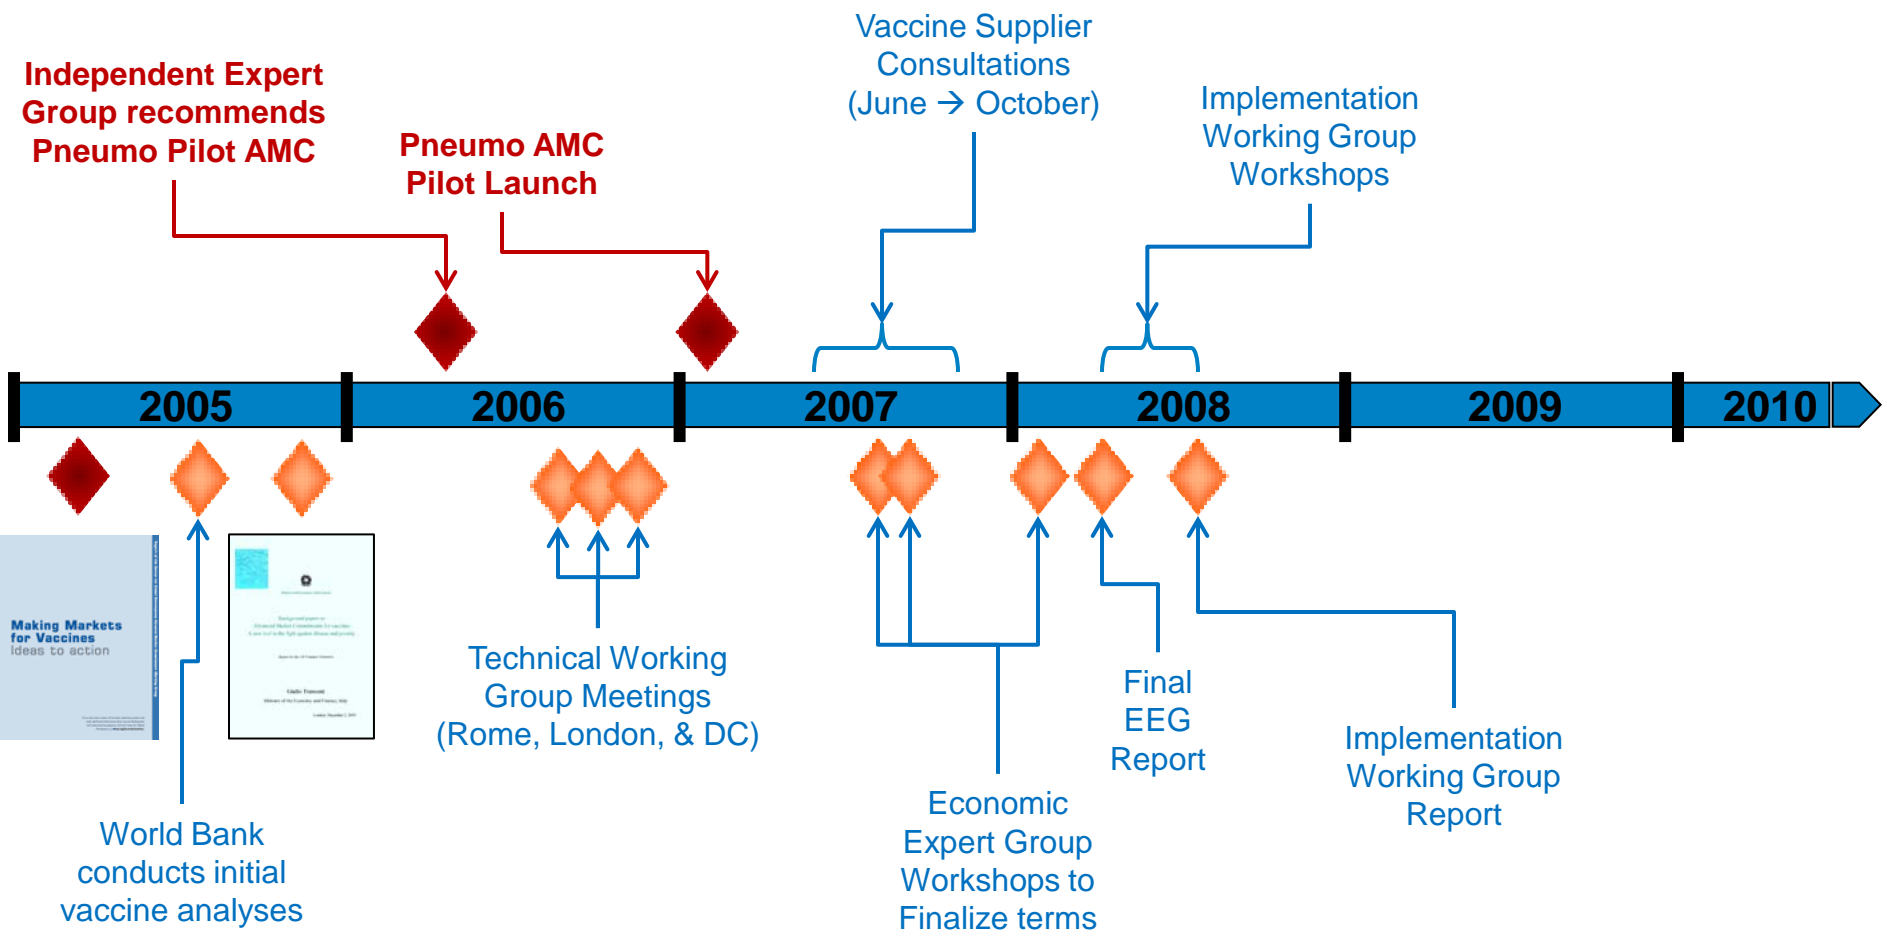 Vaccine Supplier
Consultations
(June → October)
Independent Expert
Group recommends
Pneumo Pilot AMC
Pneumo AMC
Pilot Launch
Implementation
Working Group
Workshops
2005
2006
2007
2008
2009
2010
Making Markets
for Vaccines
Ideas to action
Technical Working
Group Meetings
(Rome, London, & DC)
Final
EEG
Report
Implementation
Working Group
Report
World Bank
conducts initial
vaccine analyses
Economic
Expert Group
Workshops to
Finalize terms